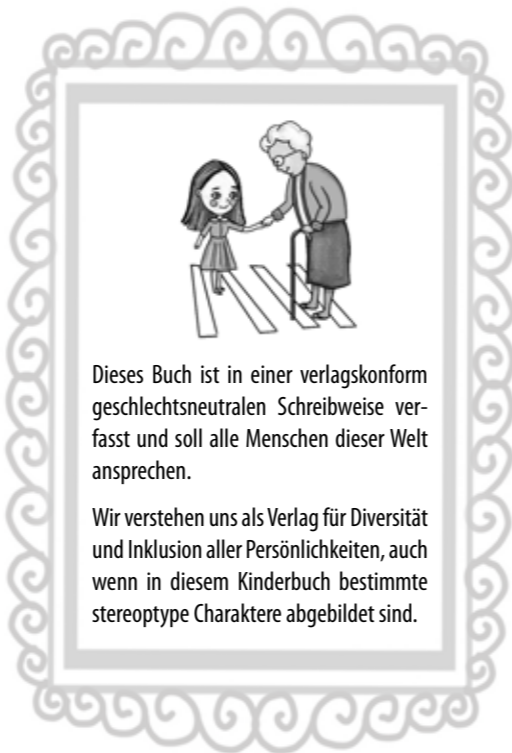 Dieses Buch ist in einer verlagskonform
geschlechtsneutralen Schreibweise ver-
fasst und soll alle Menschen dieser Welt
ansprechen.
Wir verstehen uns als Verlag für Diversität
und Inklusion aller Persönlichkeiten, auch
wenn in diesem Kinderbuch bestimmte
stereoptype Charaktere abgebildet sind.